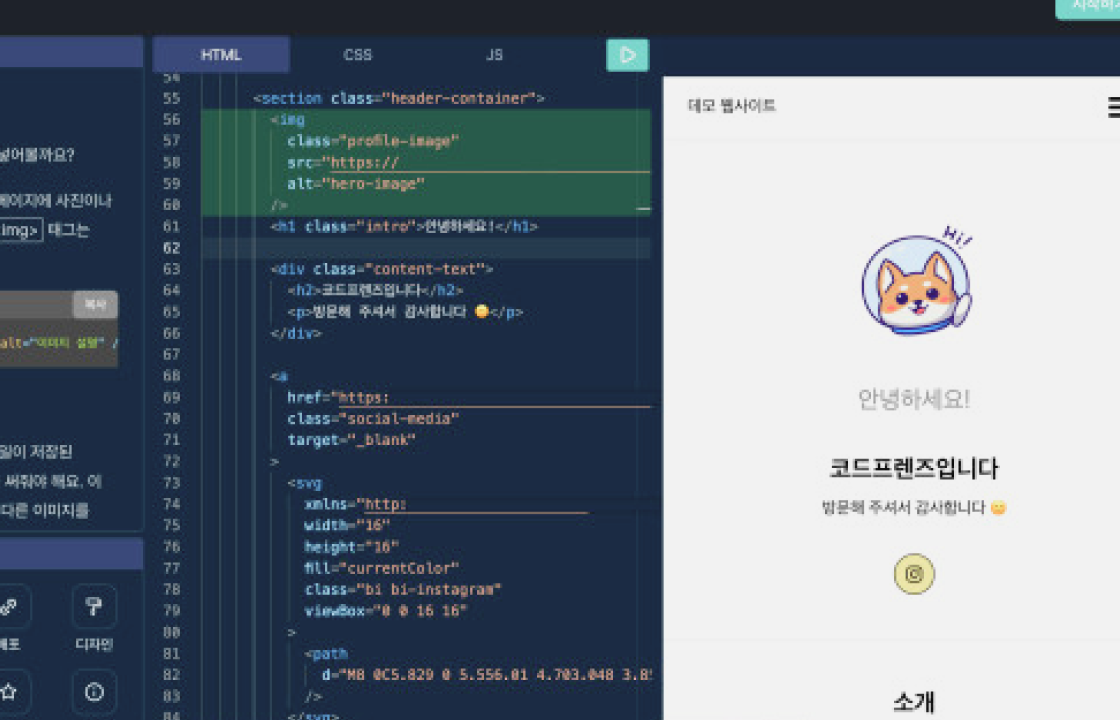 시작하기
HTML CSS JS
넣어볼까요?
페이지에 사진이나
img> 태그는
복사
alt="이미지 설명" /
일이 저장된
써줘야 해요. 이
다른 이미지를
배포
디자인
54
55 <section class="header-container">
56 <img
57 class="profile-image"
58 src="https://
59 alt="hero-image"
60 />
61 <h1 class="intro">안녕하세요!</h1>
62
63 <div class="content-text">
64 <h2>코드프렌즈입니다</h2>
65 <p>방문해 주셔서 감사합니다 😊</p>
66 </div>
67
68 <a
69 href="https:
70 class="social-media"
71 target="_blank"
72 >
73 <svg
74 xmlns="http:
75 width="16"
76 height="16"
77 fill="currentColor"
78 class="bi bi-instagram"
79 viewBox="0 0 16 16"
80 >
81 <path
82 d="M8 0C5.829 0 5.556.01 4.703.048 3.85
83 />
84 </svg>
데모 웹사이트
Hi!
안녕하세요!
코드프렌즈입니다
방문해 주셔서 감사합니다 😊
소개